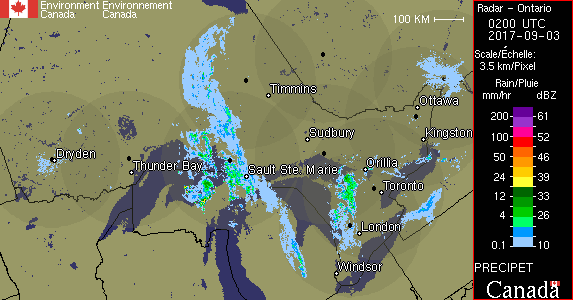 Environment Environnement
Canada Canada
100 KM
Radar - Ontario
0200 UTC
2017-09-03
Scale/Échelle:
3.5 km/Pixel
Rain/Pluie
mm/hr dBZ
200 61
100 52
50 46
24 39
12 33
4 26
0.1 10
PRECIPET
Canada
Timmins
Ottawa
Sudbury
Kingston
Dryden
Thunder Bay
Sault Ste. Marie
Orillia
Toronto
London
Windsor